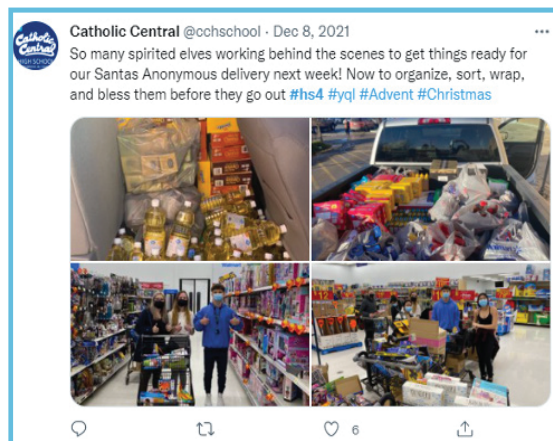 Catholic Central @cchschool · Dec 8, 2021
So many spirited elves working behind the scenes to get things ready for
our Santas Anonymous delivery next week! Now to organize, sort, wrap,
and bless them before they go out #hs4 #yql #Advent #Christmas
Catholic
Central
HIGH SCHOOL
6